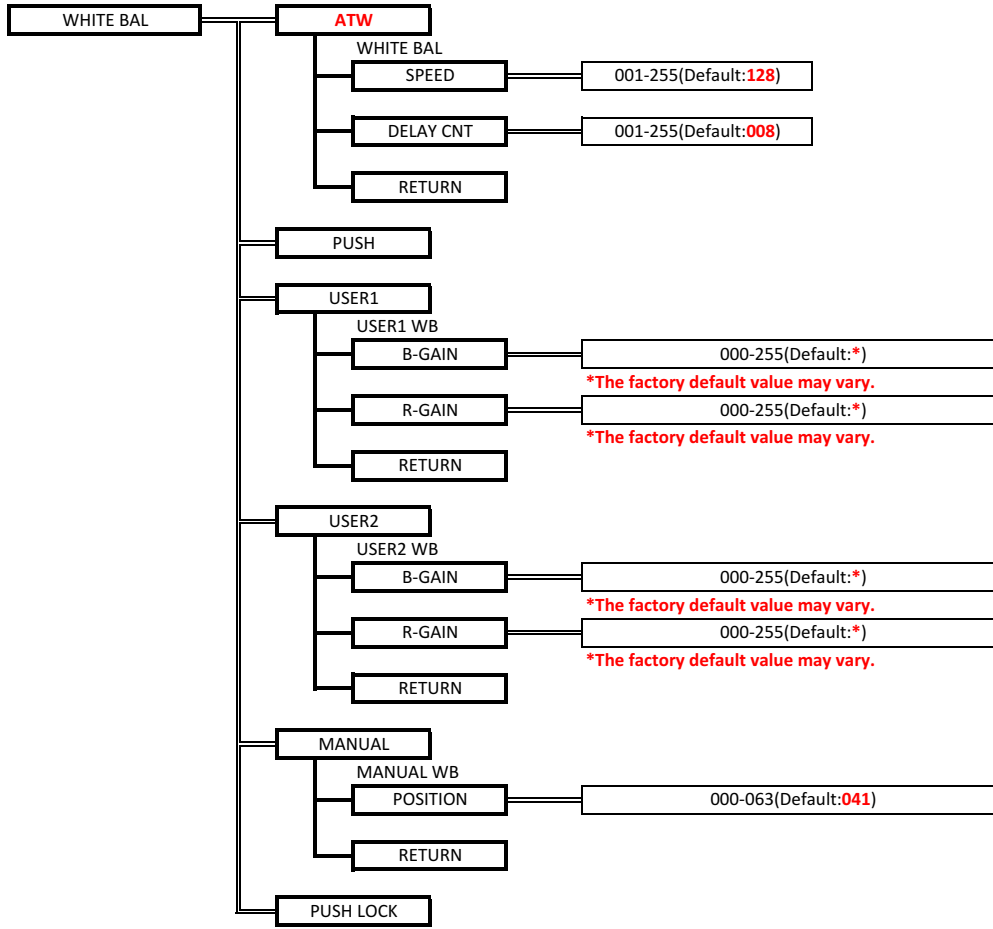 WHITE BAL
ATW
WHITE BAL
SPEED
001-255(Default:128)
DELAY CNT
001-255(Default:008)
RETURN
PUSH
USER1
USER1 WB
B-GAIN
000-255(Default:*)
*The factory default value may vary.
R-GAIN
000-255(Default:*)
*The factory default value may vary.
RETURN
USER2
USER2 WB
B-GAIN
000-255(Default:*)
*The factory default value may vary.
R-GAIN
000-255(Default:*)
*The factory default value may vary.
RETURN
MANUAL
MANUAL WB
POSITION
000-063(Default:041)
RETURN
PUSH LOCK